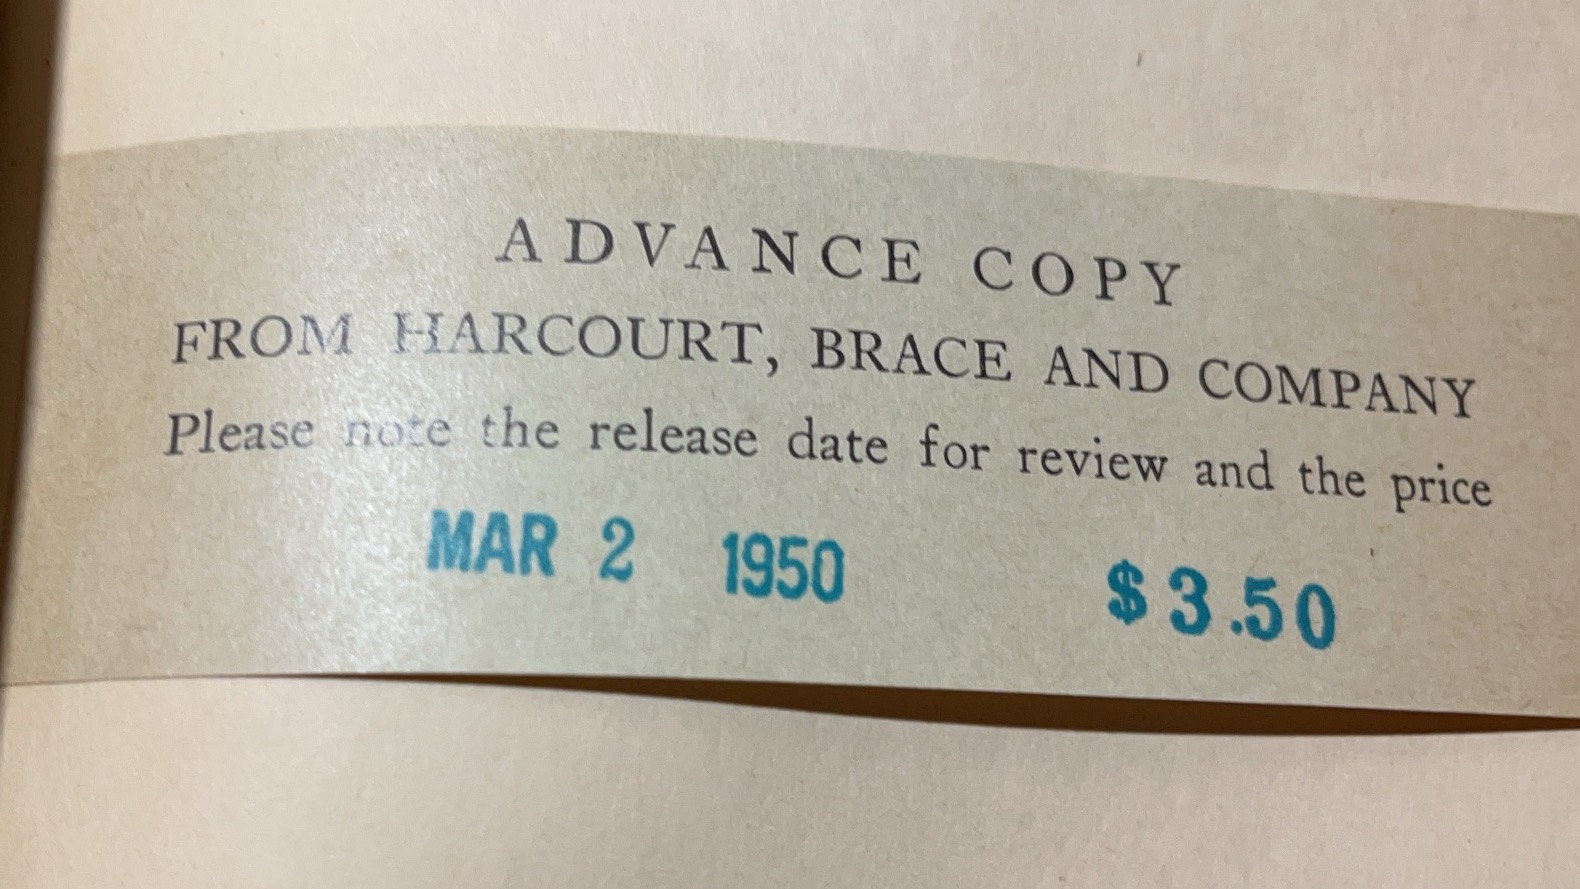 ADVANCE COPY
FROM HARCOURT, BRACE AND COMPANY
Please note the release date for review and the price
MAR 2 1950 $3.50